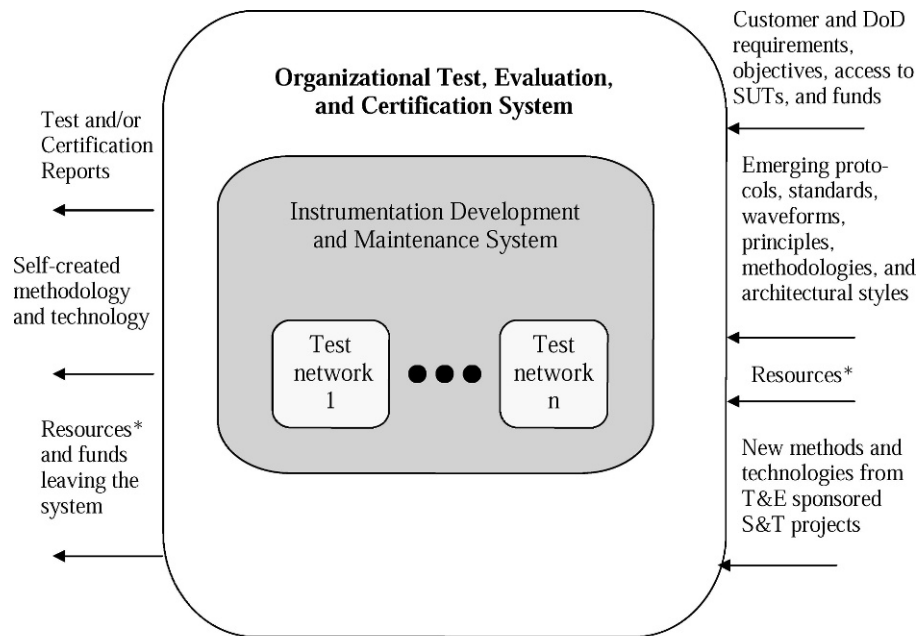 Organizational Test, Evaluation,
and Certification System
Instrumentation Development
and Maintenance System
Test
network
1
Test
network
n
Test and/or
Certification
Reports
Self-created
methodology
and technology
Resources*
and funds
leaving the
system
Customer and DoD
requirements,
objectives, access to
SUTs, and funds
Emerging proto-
cols, standards,
waveforms,
principles,
methodologies, and
architectural styles
Resources*
New methods and
technologies from
T&E sponsored
S&T projects